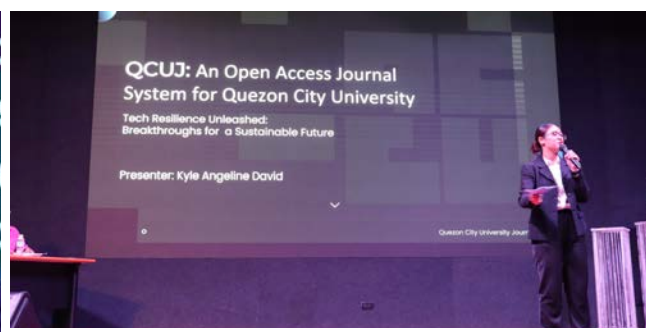 QCUJ: An Open Access Journal
System for Quezon City University
Tech Resilience Unleashed:
Breakthroughs for a Sustainable Future
Presenter: Kyle Angeline David
Quezon City University Journ